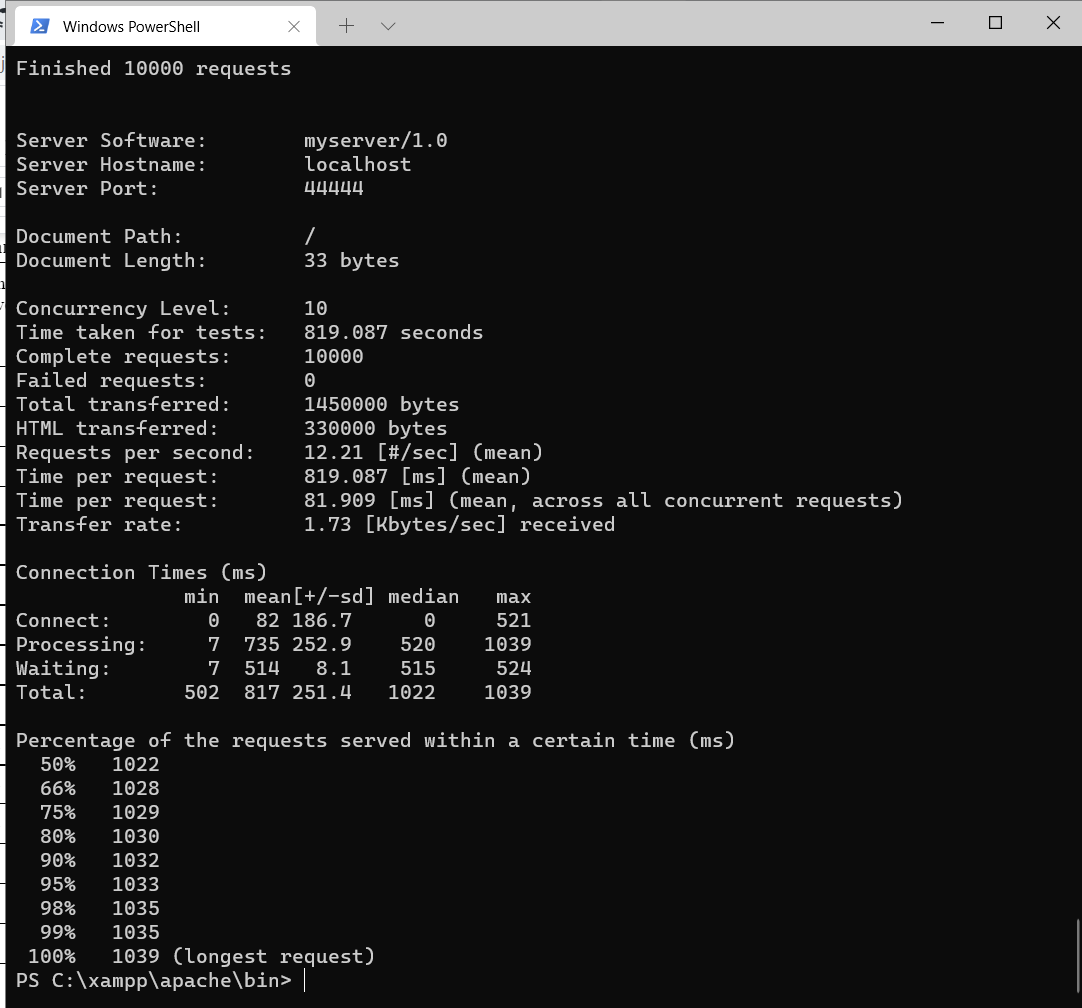 Windows PowerShell
Finished 10000 requests
Server Software:        myserver/1.0
Server Hostname:        localhost
Server Port:            44444
Document Path:          /
Document Length:        33 bytes
Concurrency Level:      10
Time taken for tests:   819.087 seconds
Complete requests:      10000
Failed requests:        0
Total transferred:      1450000 bytes
HTML transferred:       330000 bytes
Requests per second:    12.21 [#/sec] (mean)
Time per request:       819.087 [ms] (mean)
Time per request:       81.909 [ms] (mean, across all concurrent requests)
Transfer rate:          1.73 [Kbytes/sec] received
Connection Times (ms)
              min  mean[+/-sd] median   max
Connect:        0   82 186.7      0     521
Processing:     7  735 252.9    520    1039
Waiting:        7  514   8.1    515     524
Total:        502  817 251.4   1022    1039
Percentage of the requests served within a certain time (ms)
  50%   1022
  66%   1028
  75%   1029
  80%   1030
  90%   1032
  95%   1033
  98%   1035
  99%   1035
 100%   1039 (longest request)
PS C:\xampp\apache\bin>